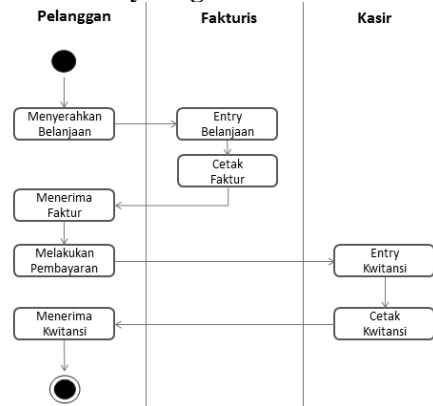 Pelanggan
Fakturis
Kasir
Menyerahkan
Belanjaan
Entry
Belanjaan
Cetak
Faktur
Menerima
Faktur
Melakukan
Pembayaran
Entry
Kwitansi
Menerima
Kwitansi
Cetak
Kwitansi